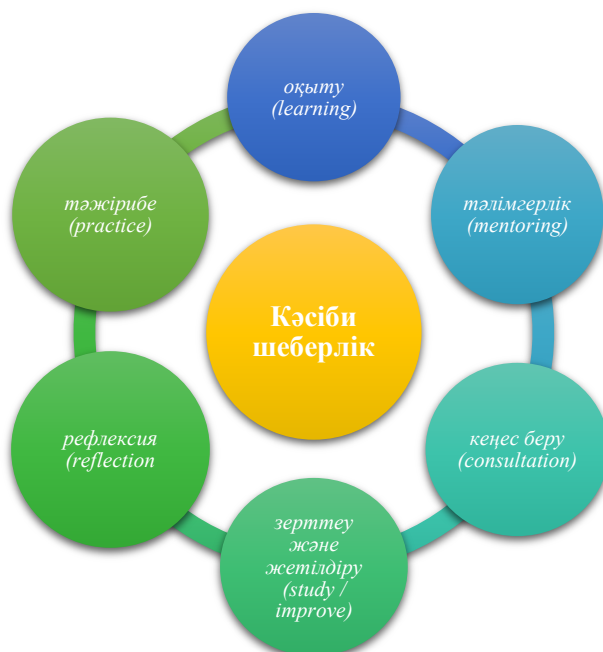 оқыту
(learning)
тәлімгерлік
(mentoring)
кеңес беру
(consultation)
зерттеу
және
жетілдіру
(study /
improve)
рефлексия
(reflection
тәжірибе
(practice)
Кәсіби
шеберлік